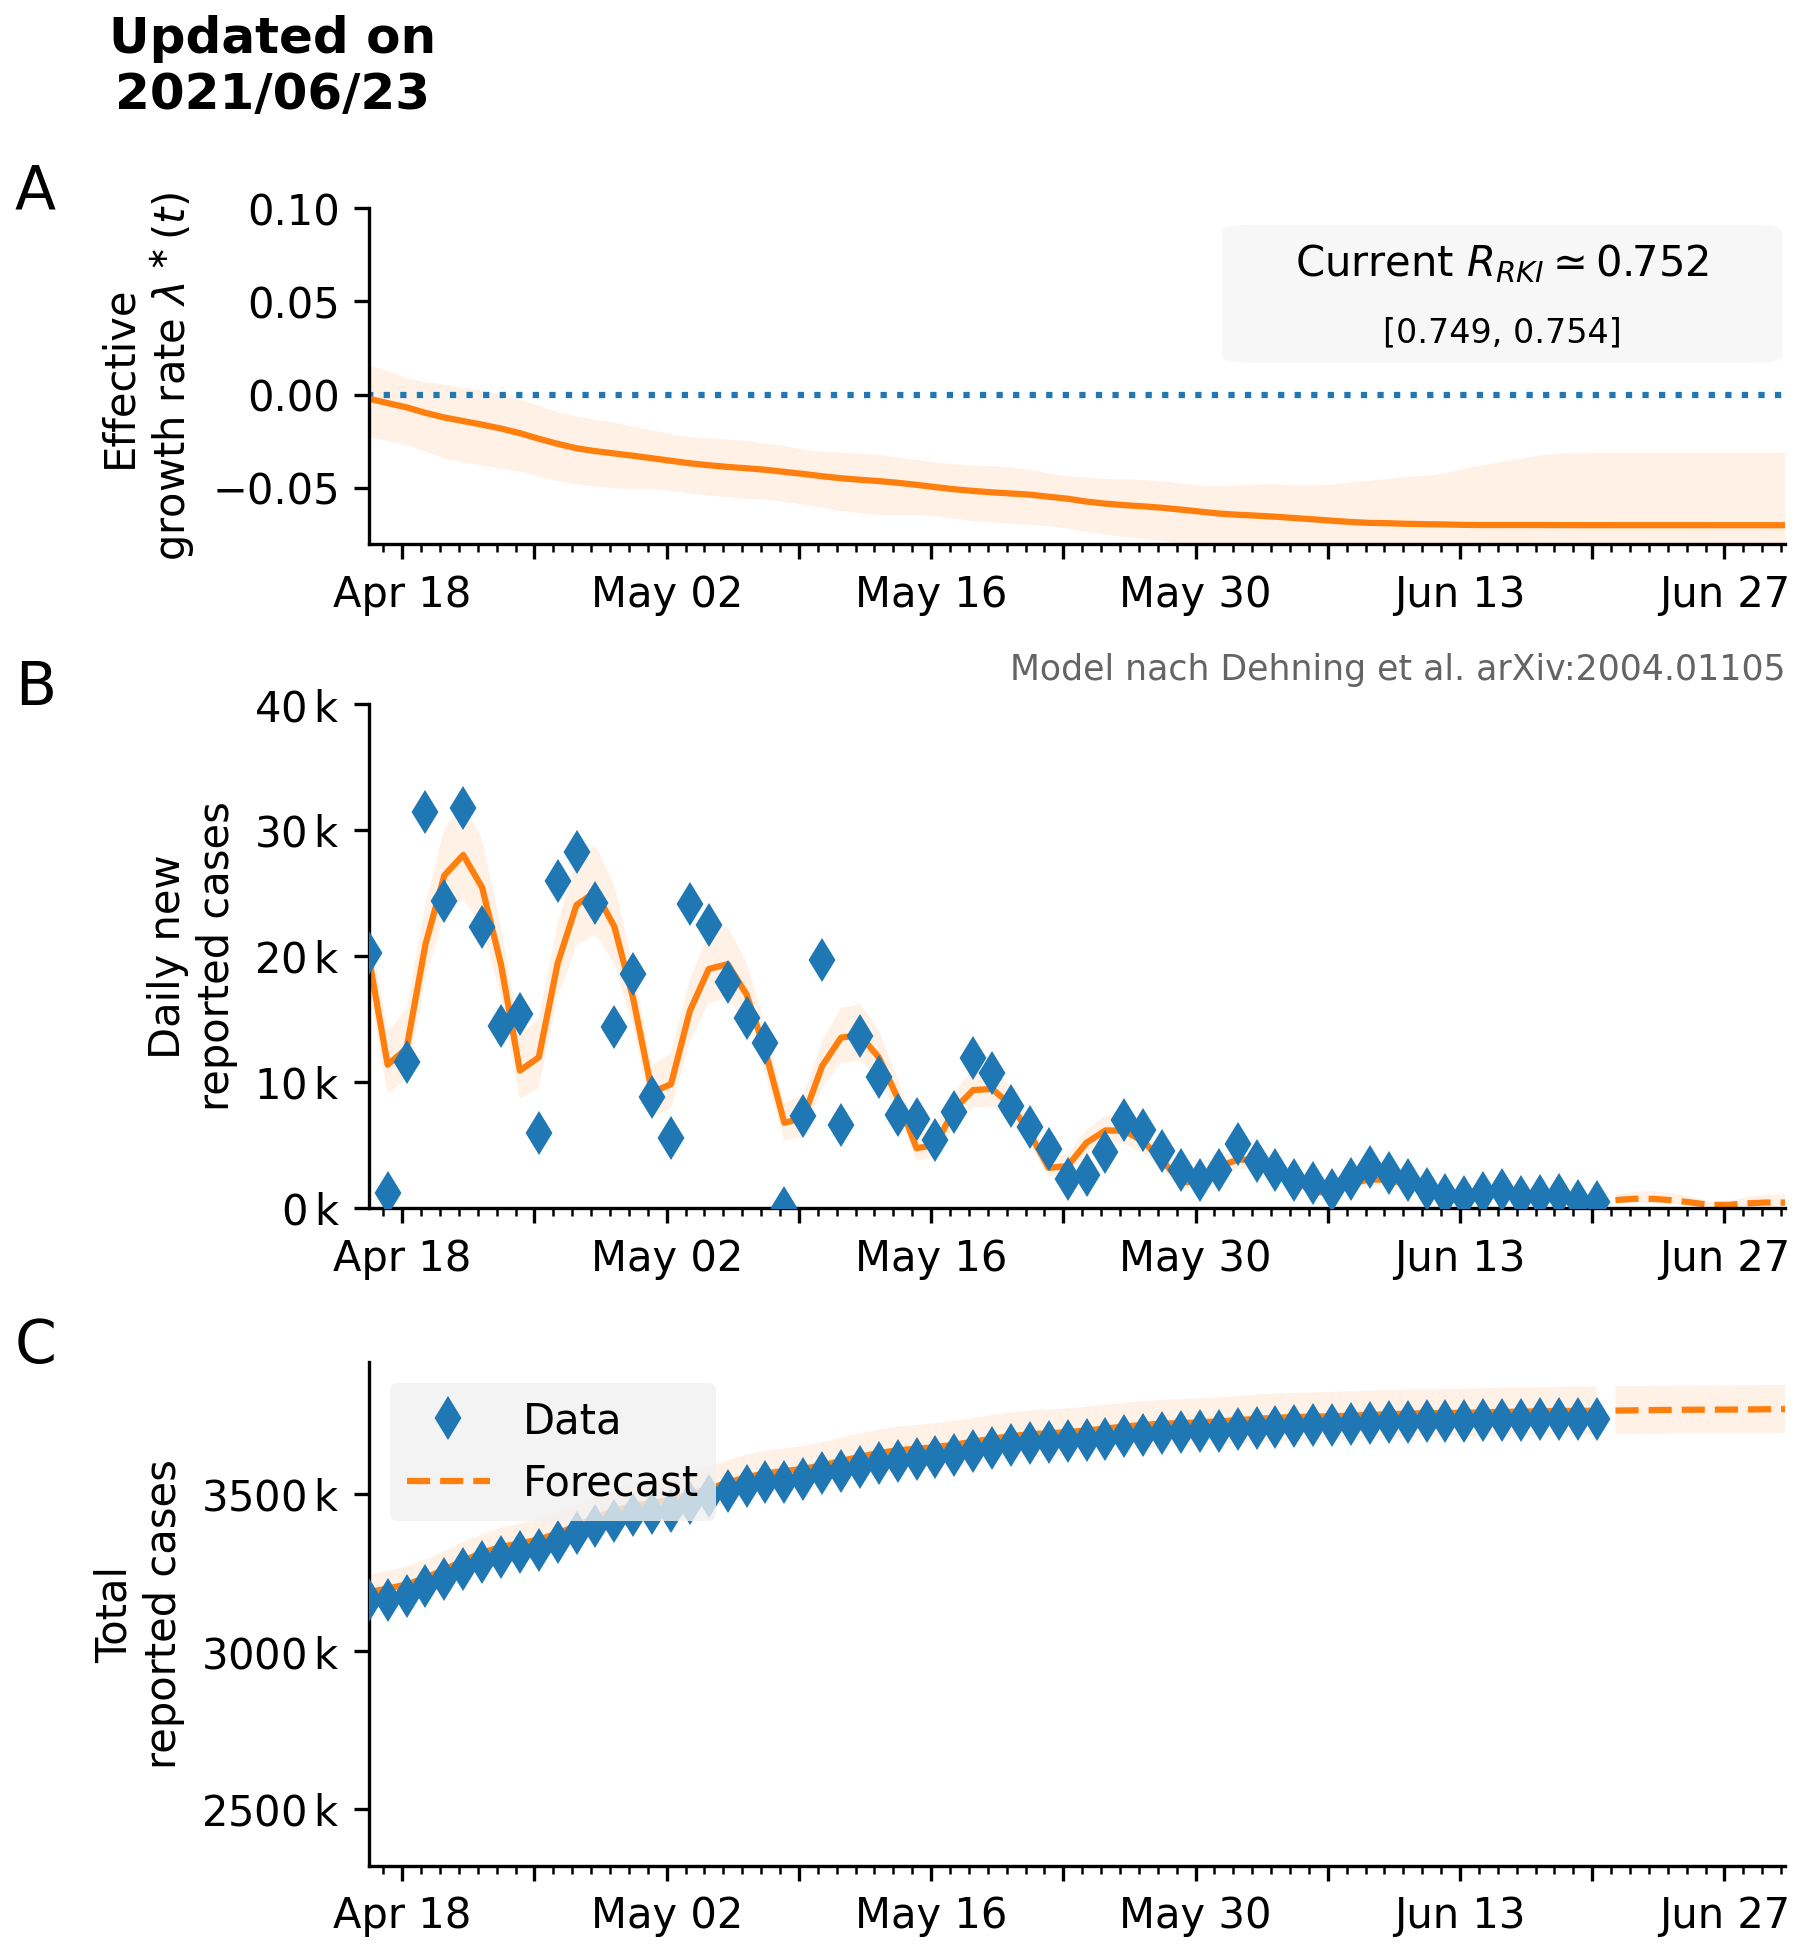 Updated on
2021/06/23
A
Effective
growth rate λ * (t)
0.10
0.05
0.00
−0.05
Current R_RKI ≃ 0.752
[0.749, 0.754]
Apr 18 May 02 May 16 May 30 Jun 13 Jun 27
Model nach Dehning et al. arXiv:2004.01105
B
Daily new
reported cases
40 k
30 k
20 k
10 k
0 k
Apr 18 May 02 May 16 May 30 Jun 13 Jun 27
C
Total
reported cases
Data
Forecast
3500 k
3000 k
2500 k
Apr 18 May 02 May 16 May 30 Jun 13 Jun 27